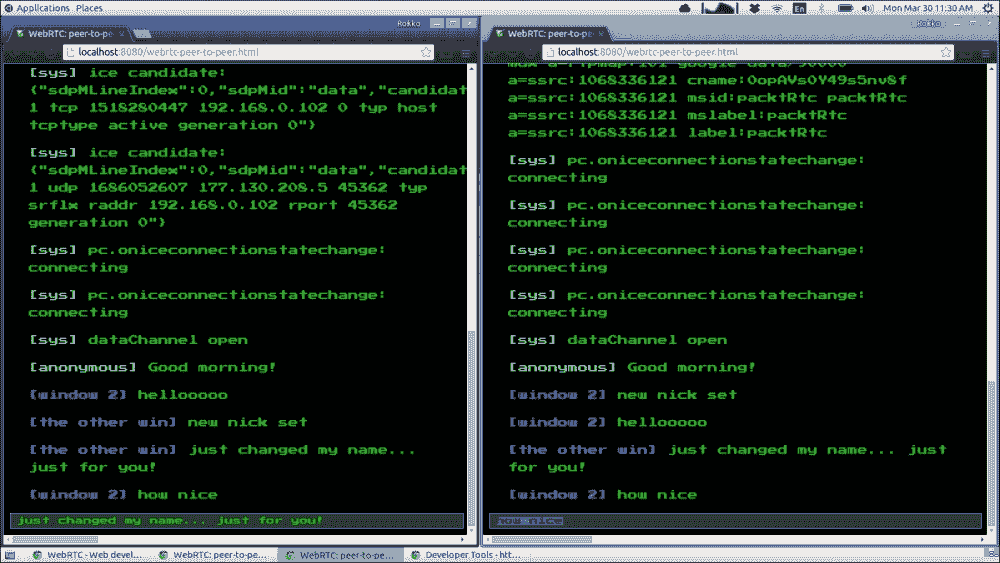 Applications Places
En
Mon Mar 30 11:30 AM
Rokko
WebRTC: peer-to-pe
localhost:8080/webrtc-peer-to-peer.html
[sys] ice candidate:
{"sdpMLineIndex":0,"sdpMid":"data","candidat
1 tcp 1518280447 192.168.0.102 0 typ host
tcptype active generation 0"}
[sys] ice candidate:
{"sdpMLineIndex":0,"sdpMid":"data","candidat
1 udp 1686052607 177.130.208.5 45362 typ
srflx raddr 192.168.0.102 rport 45362
generation 0"}
[sys] pc.oniceconnectionstatechange:
connecting
[sys] pc.oniceconnectionstatechange:
connecting
[sys] dataChannel open
[anonymous] Good morning!
[window 2] hellooooo
[the other win] new nick set
[the other win] just changed my name...
just for you!
[window 2] how nice
just changed my name... just for you!
Rokko
WebRTC: peer-to-pe
localhost:8080/webrtc-peer-to-peer.html
a=ssrc:1068336121 cname:0opAVs0Y49s5nv8f
a=ssrc:1068336121 msid:packtRtc packtRtc
a=ssrc:1068336121 mslabel:packtRtc
a=ssrc:1068336121 label:packtRtc
[sys] pc.oniceconnectionstatechange:
connecting
[sys] pc.oniceconnectionstatechange:
connecting
[sys] pc.oniceconnectionstatechange:
connecting
[sys] pc.oniceconnectionstatechange:
connecting
[sys] dataChannel open
[anonymous] Good morning!
[window 2] new nick set
[window 2] hellooooo
[the other win] just changed my name... just
for you!
[window 2] how nice
how nice
WebRTC - Web devel... WebRTC: peer-to-pe... WebRTC: peer-to-pe... Developer Tools - htt...